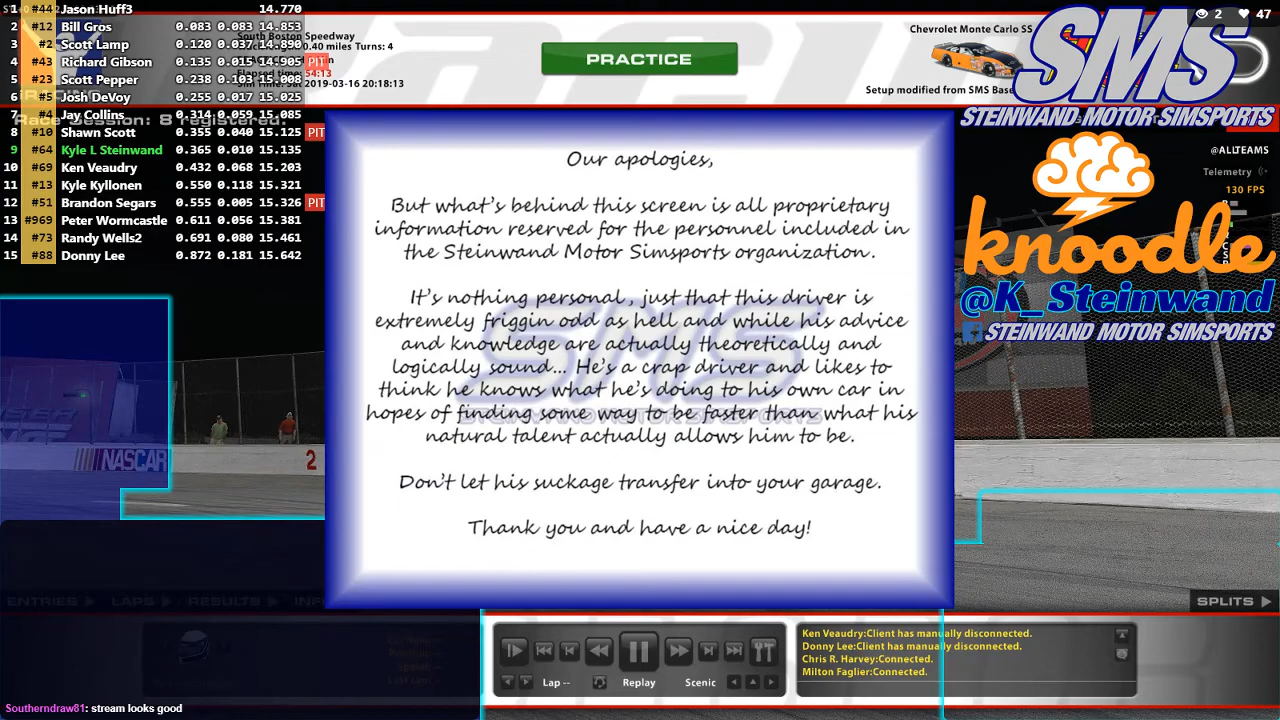 1 #44 Jason Huff3 14.770
2 #12 Bill Gros 0.083 0.083 14.853
3 #2 Scott Lamp 0.120 0.037 14.890
4 #43 Richard Gibson 0.135 0.015 14.905 PIT
5 #23 Scott Pepper 0.238 0.103 15.008
6 #5 Josh DeVoy 0.255 0.017 15.025
7 #4 Jay Collins 0.314 0.059 15.085
8 #10 Shawn Scott 0.355 0.040 15.125 PIT
9 #64 Kyle L Steinwand 0.365 0.010 15.135
10 #69 Ken Veaudry 0.432 0.068 15.203
11 #13 Kyle Kyllonen 0.550 0.118 15.321
12 #51 Brandon Segars 0.555 0.005 15.326 PIT
13 #969 Peter Wormcastle 0.611 0.056 15.381
14 #73 Randy Wells2 0.691 0.080 15.461
15 #88 Donny Lee 0.872 0.181 15.642
South Boston Speedway
0.40 miles Turns: 4
Sat 2019-03-16 20:18:13
Race Session: 8 registered.
PRACTICE
Chevrolet Monte Carlo SS
Setup modified from SMS Base
2 47
SMS
STEINWAND MOTOR SIMSPORTS
@ALLTEAMS
Telemetry
130 FPS
knoodle
@K_Steinwand
STEINWAND MOTOR SIMSPORTS
Our apologies,
But what's behind this screen is all proprietary
information reserved for the personnel included in
the Steinwand Motor Simsports organization.
It's nothing personal, just that this driver is
extremely friggin odd as hell and while his advice
and knowledge are actually theoretically and
logically sound... He's a crap driver and likes to
think he knows what he's doing to his own car in
hopes of finding some way to be faster than what his
natural talent actually allows him to be.
Don't let his suckage transfer into your garage.
Thank you and have a nice day!
SMS
STEINWAND MOTOR SIMSPORTS
NASCAR
2
ENTRIES LAPS RESULTS
SPLITS
Lap -- Replay Scenic
Ken Veaudry:Client has manually disconnected.
Donny Lee:Client has manually disconnected.
Chris R. Harvey:Connected.
Milton Faglier:Connected.
Southerndraw81: stream looks good